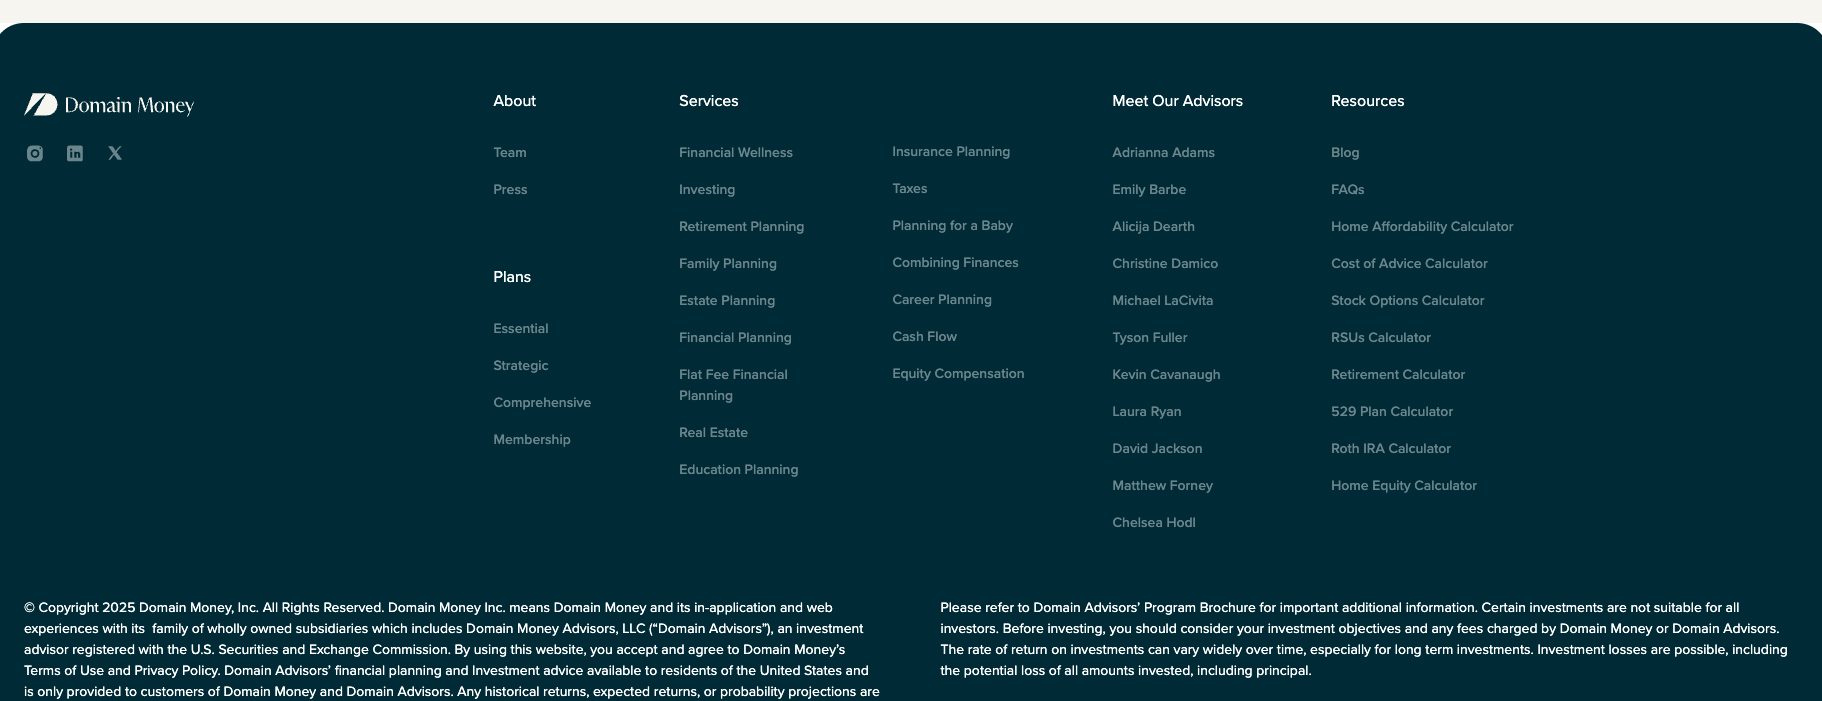 Domain Money
About
Team
Press
Plans
Essential
Strategic
Comprehensive
Membership
Services
Financial Wellness
Investing
Retirement Planning
Family Planning
Estate Planning
Financial Planning
Flat Fee Financial
Planning
Real Estate
Education Planning
Insurance Planning
Taxes
Planning for a Baby
Combining Finances
Career Planning
Cash Flow
Equity Compensation
Meet Our Advisors
Adrianna Adams
Emily Barbe
Alicija Dearth
Christine Damico
Michael LaCivita
Tyson Fuller
Kevin Cavanaugh
Laura Ryan
David Jackson
Matthew Forney
Chelsea Hodl
Resources
Blog
FAQs
Home Affordability Calculator
Cost of Advice Calculator
Stock Options Calculator
RSUs Calculator
Retirement Calculator
529 Plan Calculator
Roth IRA Calculator
Home Equity Calculator
© Copyright 2025 Domain Money, Inc. All Rights Reserved. Domain Money Inc. means Domain Money and its in-application and web
experiences with its  family of wholly owned subsidiaries which includes Domain Money Advisors, LLC (“Domain Advisors”), an investment
advisor registered with the U.S. Securities and Exchange Commission. By using this website, you accept and agree to Domain Money’s
Terms of Use and Privacy Policy. Domain Advisors’ financial planning and Investment advice available to residents of the United States and
is only provided to customers of Domain Money and Domain Advisors. Any historical returns, expected returns, or probability projections are
Please refer to Domain Advisors’ Program Brochure for important additional information. Certain investments are not suitable for all
investors. Before investing, you should consider your investment objectives and any fees charged by Domain Money or Domain Advisors.
The rate of return on investments can vary widely over time, especially for long term investments. Investment losses are possible, including
the potential loss of all amounts invested, including principal.